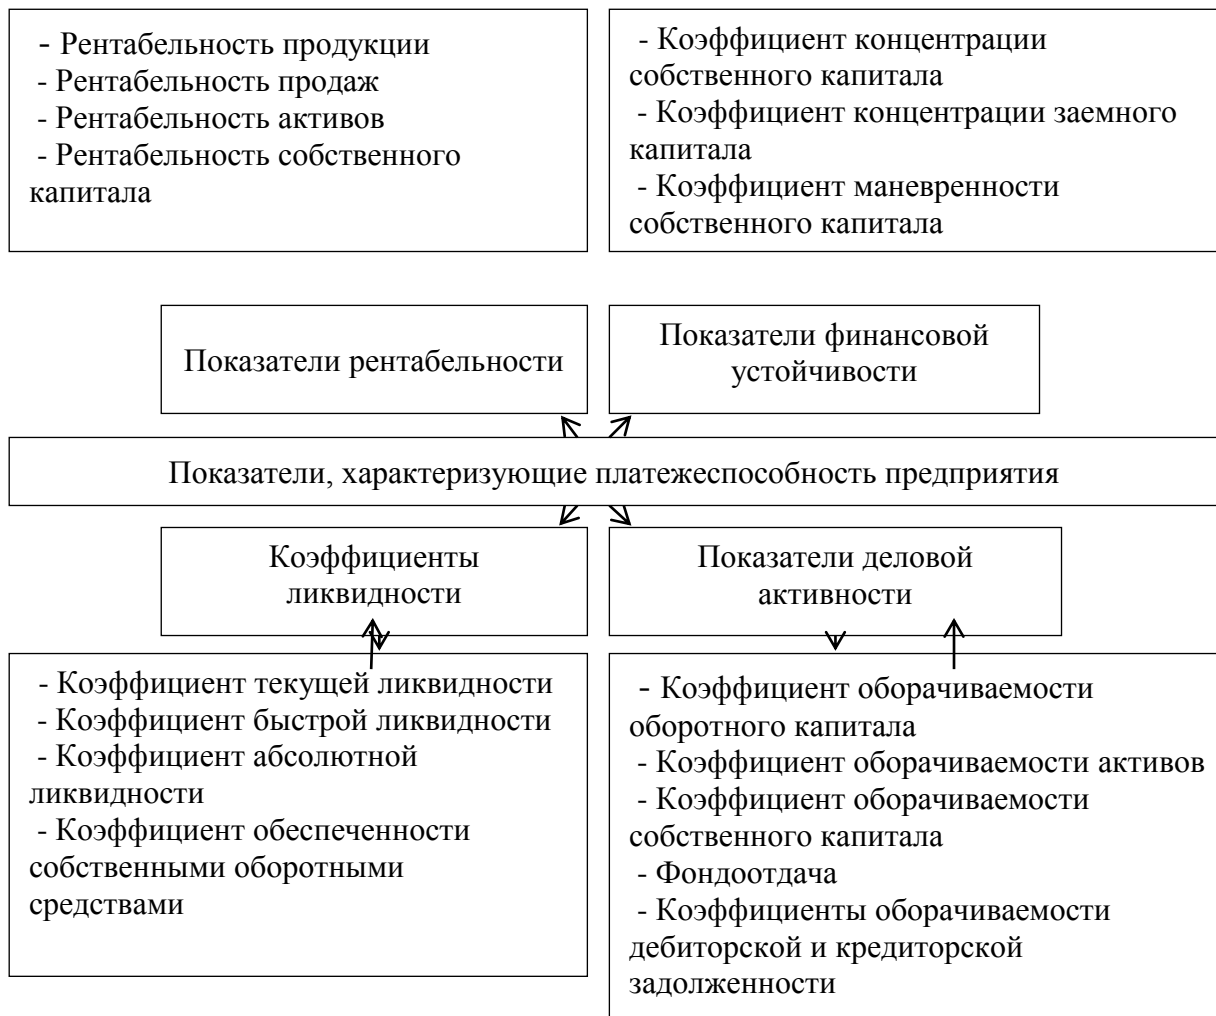 - Рентабельность продукции
- Рентабельность продаж
- Рентабельность активов
- Рентабельность собственного
капитала
- Коэффициент концентрации
собственного капитала
- Коэффициент концентрации заемного
капитала
- Коэффициент маневренности
собственного капитала
Показатели рентабельности
Показатели финансовой
устойчивости
Показатели, характеризующие платежеспособность предприятия
Коэффициенты
ликвидности
Показатели деловой
активности
- Коэффициент текущей ликвидности
- Коэффициент быстрой ликвидности
- Коэффициент абсолютной
ликвидности
- Коэффициент обеспеченности
собственными оборотными
средствами
- Коэффициент оборачиваемости
оборотного капитала
- Коэффициент оборачиваемости активов
- Коэффициент оборачиваемости
собственного капитала
- Фондоотдача
- Коэффициенты оборачиваемости
дебиторской и кредиторской
задолженности